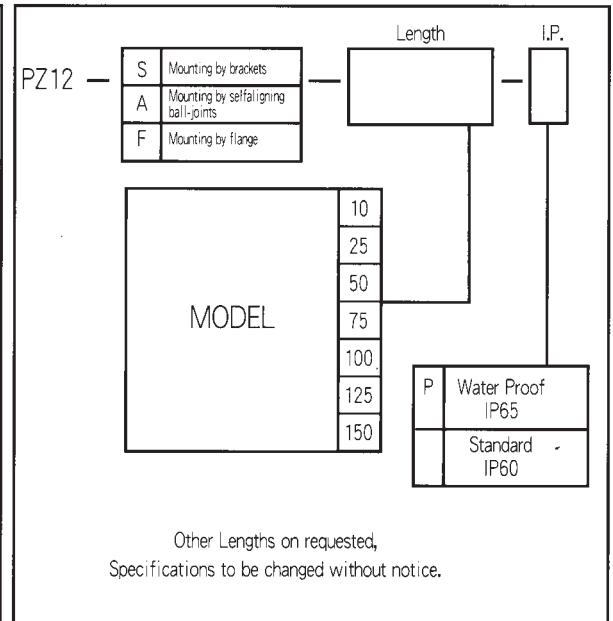 Length
I.P.
PZ12 —
S Mounting by brackets
A Mounting by selfaligning
ball-joints
F Mounting by flange
MODEL
10
25
50
75
100
125
150
P Water Proof
IP65
Standard
IP60
Other Lengths on requested,
Specifications to be changed without notice.